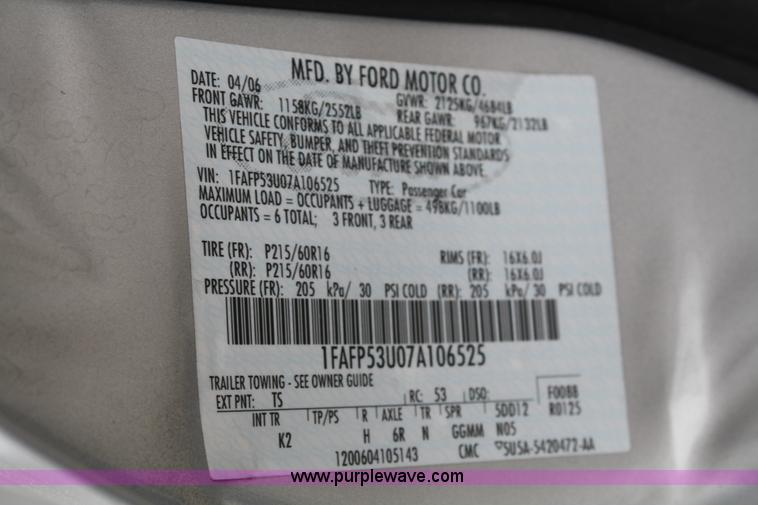 MFD. BY FORD MOTOR CO.
DATE: 04/06 GVWR: 2125KG/4684LB
FRONT GAWR: 1158KG/2552LB REAR GAWR: 967KG/2132LB
THIS VEHICLE CONFORMS TO ALL APPLICABLE FEDERAL MOTOR
VEHICLE SAFETY, BUMPER, AND THEFT PREVENTION STANDARDS
IN EFFECT ON THE DATE OF MANUFACTURE SHOWN ABOVE.
VIN: 1FAFP53U07A106525 TYPE: Passenger Car
MAXIMUM LOAD = OCCUPANTS + LUGGAGE = 498KG/1100LB
OCCUPANTS = 6 TOTAL; 3 FRONT, 3 REAR
TIRE (FR): P215/60R16 RIMS (FR): 16X6.0J
(RR): P215/60R16 (RR): 16X6.0J
PRESSURE (FR): 205 kPa/ 30 PSI COLD (RR): 205 kPa/ 30 PSI COLD
1FAFP53U07A106525
TRAILER TOWING - SEE OWNER GUIDE
EXT PNT: TS RC: 53 DSO: F0088
INT TR TP/PS R AXLE TR SPR 5DD12 R0125
K2 H 6R N GGMM N05
1200604105143 CMC ▽5U5A-5420472-AA
www.purplewave.com